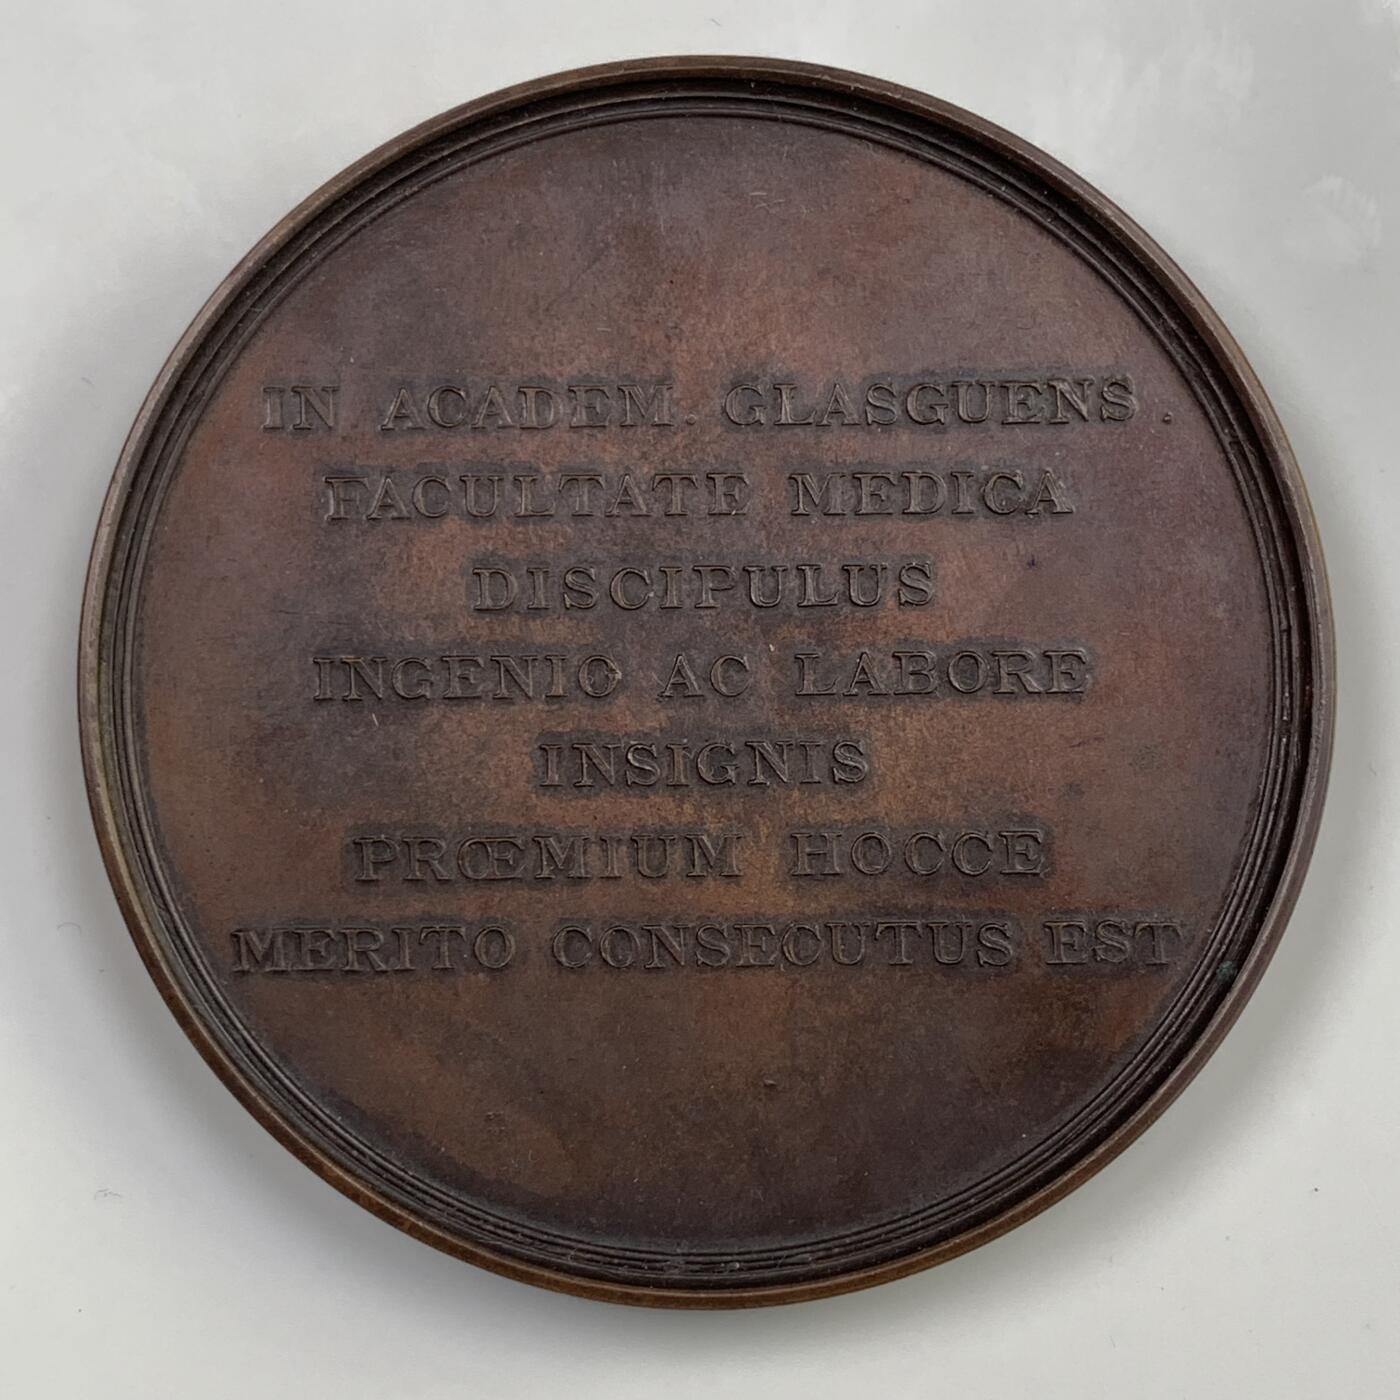 IN ACADEM. GLASGUENS.
FACULTATE MEDICA
DISCIPULUS
INGENIO AC LABORE
INSIGNIS
PRŒMIUM HOCCE
MERITO CONSECUTUS EST